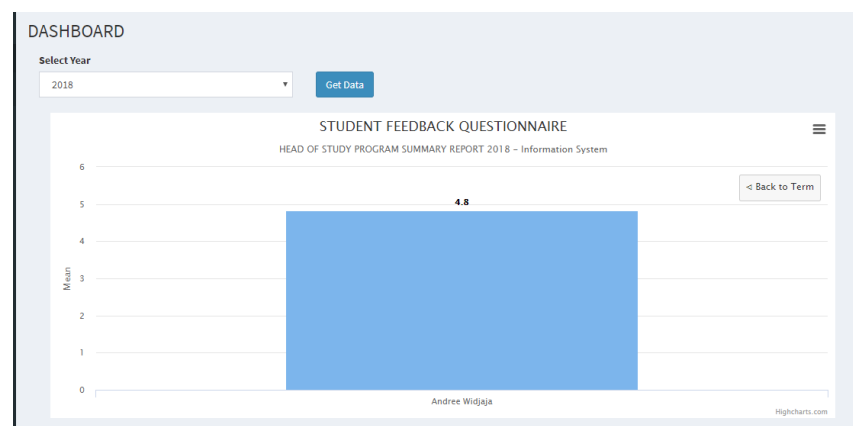 DASHBOARD
Select Year
2018
Get Data
STUDENT FEEDBACK QUESTIONNAIRE
HEAD OF STUDY PROGRAM SUMMARY REPORT 2018 – Information System
⊲ Back to Term
6
5
4
3
2
1
0
Mean
4.8
Andree Widjaja
Highcharts.com